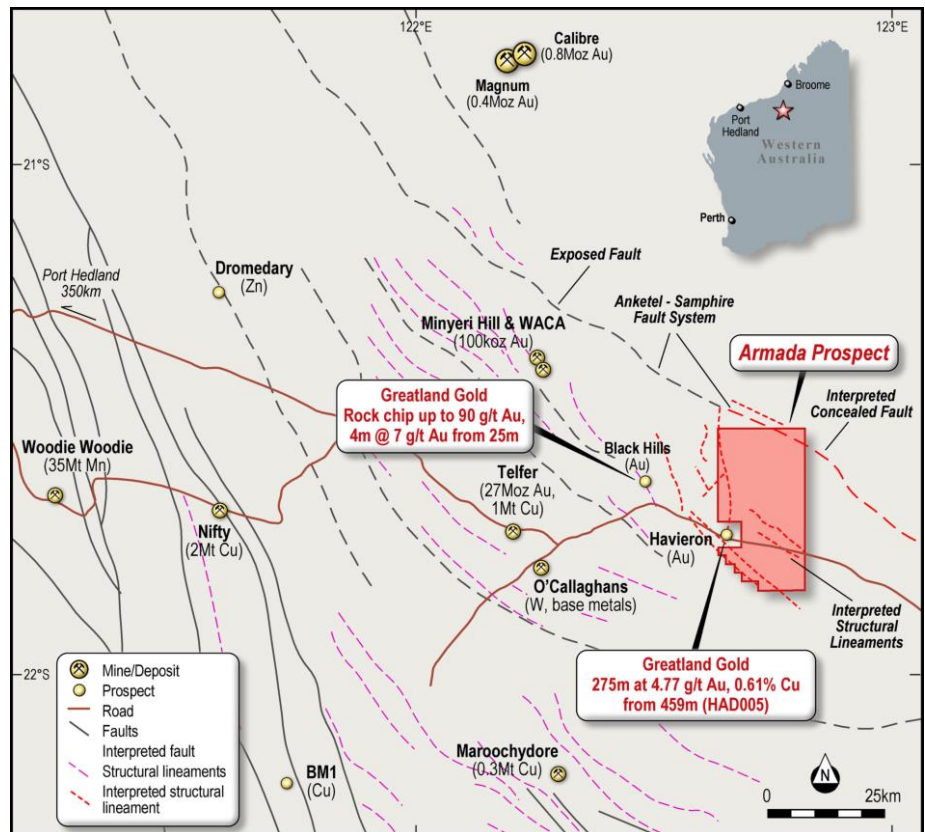 122°E
123°E
Calibre
(0.8Moz Au)
Magnum
(0.4Moz Au)
Broome
Port
Hedland
Western
Australia
Perth
21°S
Port Hedland
350km
Dromedary
(Zn)
Exposed Fault
Anketel - Samphire
Fault System
Minyeri Hill & WACA
(100koz Au)
Armada Prospect
Interpreted
Concealed Fault
Greatland Gold
Rock chip up to 90 g/t Au,
4m @ 7 g/t Au from 25m
Black Hills
(Au)
Woodie Woodie
(35Mt Mn)
Telfer
(27Moz Au,
1Mt Cu)
Nifty
(2Mt Cu)
Havieron
(Au)
O'Callaghans
(W, base metals)
Interpreted
Structural
Lineaments
22°S
Greatland Gold
275m at 4.77 g/t Au, 0.61% Cu
from 459m (HAD005)
Mine/Deposit
Prospect
Road
Faults
Interpreted fault
Structural lineaments
Interpreted structural
lineament
BM1
(Cu)
Maroochydore
(0.3Mt Cu)
N
0 25km